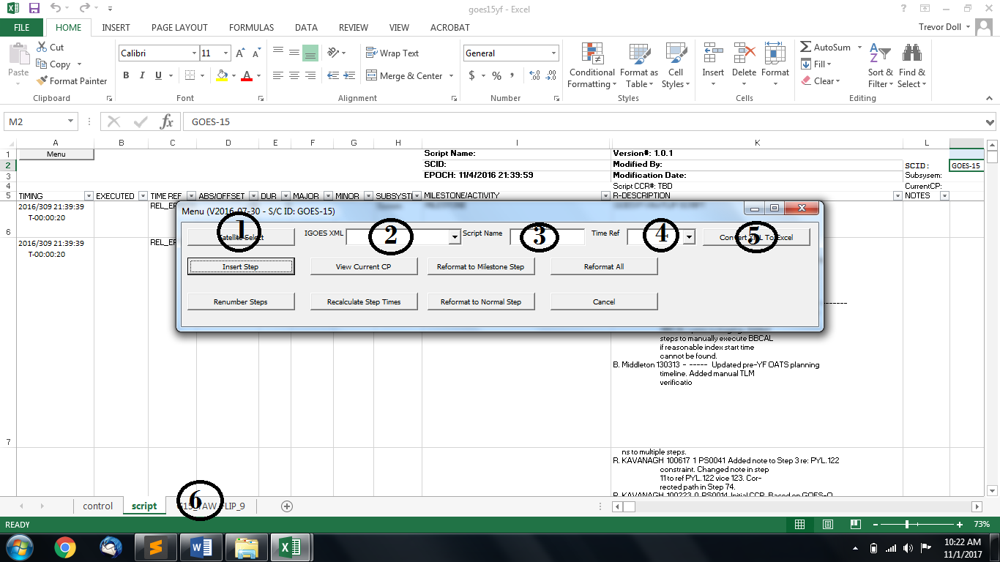 goes15yf - Excel
FILE HOME INSERT PAGE LAYOUT FORMULAS DATA REVIEW VIEW ACROBAT Trevor Doll
Paste
Cut
Copy
Format Painter
Clipboard
Calibri 11
B I U
Font
Wrap Text
Merge & Center
Alignment
General
$ %
Number
Conditional Formatting
Format as Table
Cell Styles
Styles
Insert Delete Format
Cells
AutoSum
Fill
Clear
Sort & Filter
Find & Select
Editing
M2 fx GOES-15
A B C D E F G H I K L
1 Menu Script Name: Version#: 1.0.1
2 SCID: Modified By: SCID: GOES-15
3 EPOCH: 11/4/2016 21:39:59 Modification Date: Subsysem:
4 Script CCR#: TBD CurrentCP:
5 TIMING EXECUTED TIME REF ABS/OFFSET DUR MAJOR MINOR SUBSYSTE MILESTONE/ACTIVITY R-DESCRIPTION NOTES
2016/309 21:39:39 REL_EF
T-00:00:20
6
2016/309 21:39:39 REL_EF
T-00:00:20
Menu (V2016-07-30 - S/C ID: GOES-15)
1 Satellite Select IGOES XML 2 Script Name 3 Time Ref 4 5 Convert XML To Excel
Insert Step View Current CP Reformat to Milestone Step Reformat All
Renumber Steps Recalculate Step Times Reformat to Normal Step Cancel
steps to manually execute BBCAL
if reasonable index start time
cannot be found.
B. Middleton 130313 - ----- Updated pre-YF OATS planning
timeline. Added manual TLM
verificatio
7
ns to multiple steps.
R. KAVANAGH 100617 1 PS0041 Added note to Step 3 re: PYL.122
constraint. Changed note in step
11 to ref PYL.122 vice 123. Cor-
rected path in Step 74.
R. KAVANAGH 100223 0 PS0014 Initial CCR. Based on GOES-O
control script 6 G15_YAW_FLIP_9
READY 73%
10:22 AM
11/1/2017